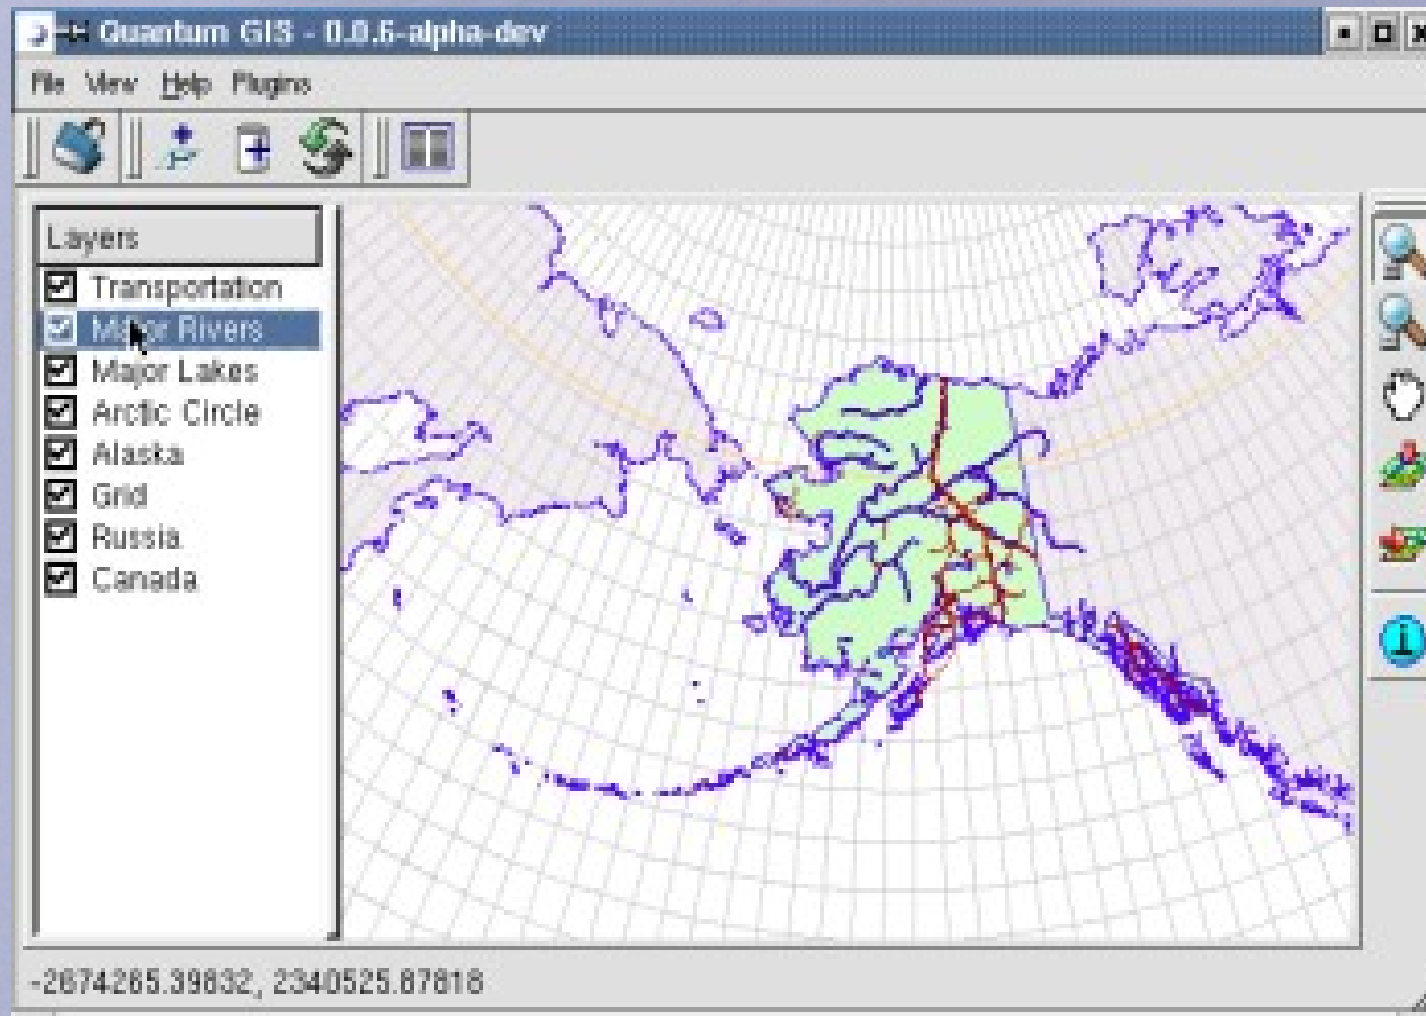 Quantum GIS - 0.0.6-alpha-dev
File View Help Plugins
Layers
Transportation
Major Rivers
Major Lakes
Arctic Circle
Alaska
Grid
Russia
Canada
-2674265.39832, 2340525.87818